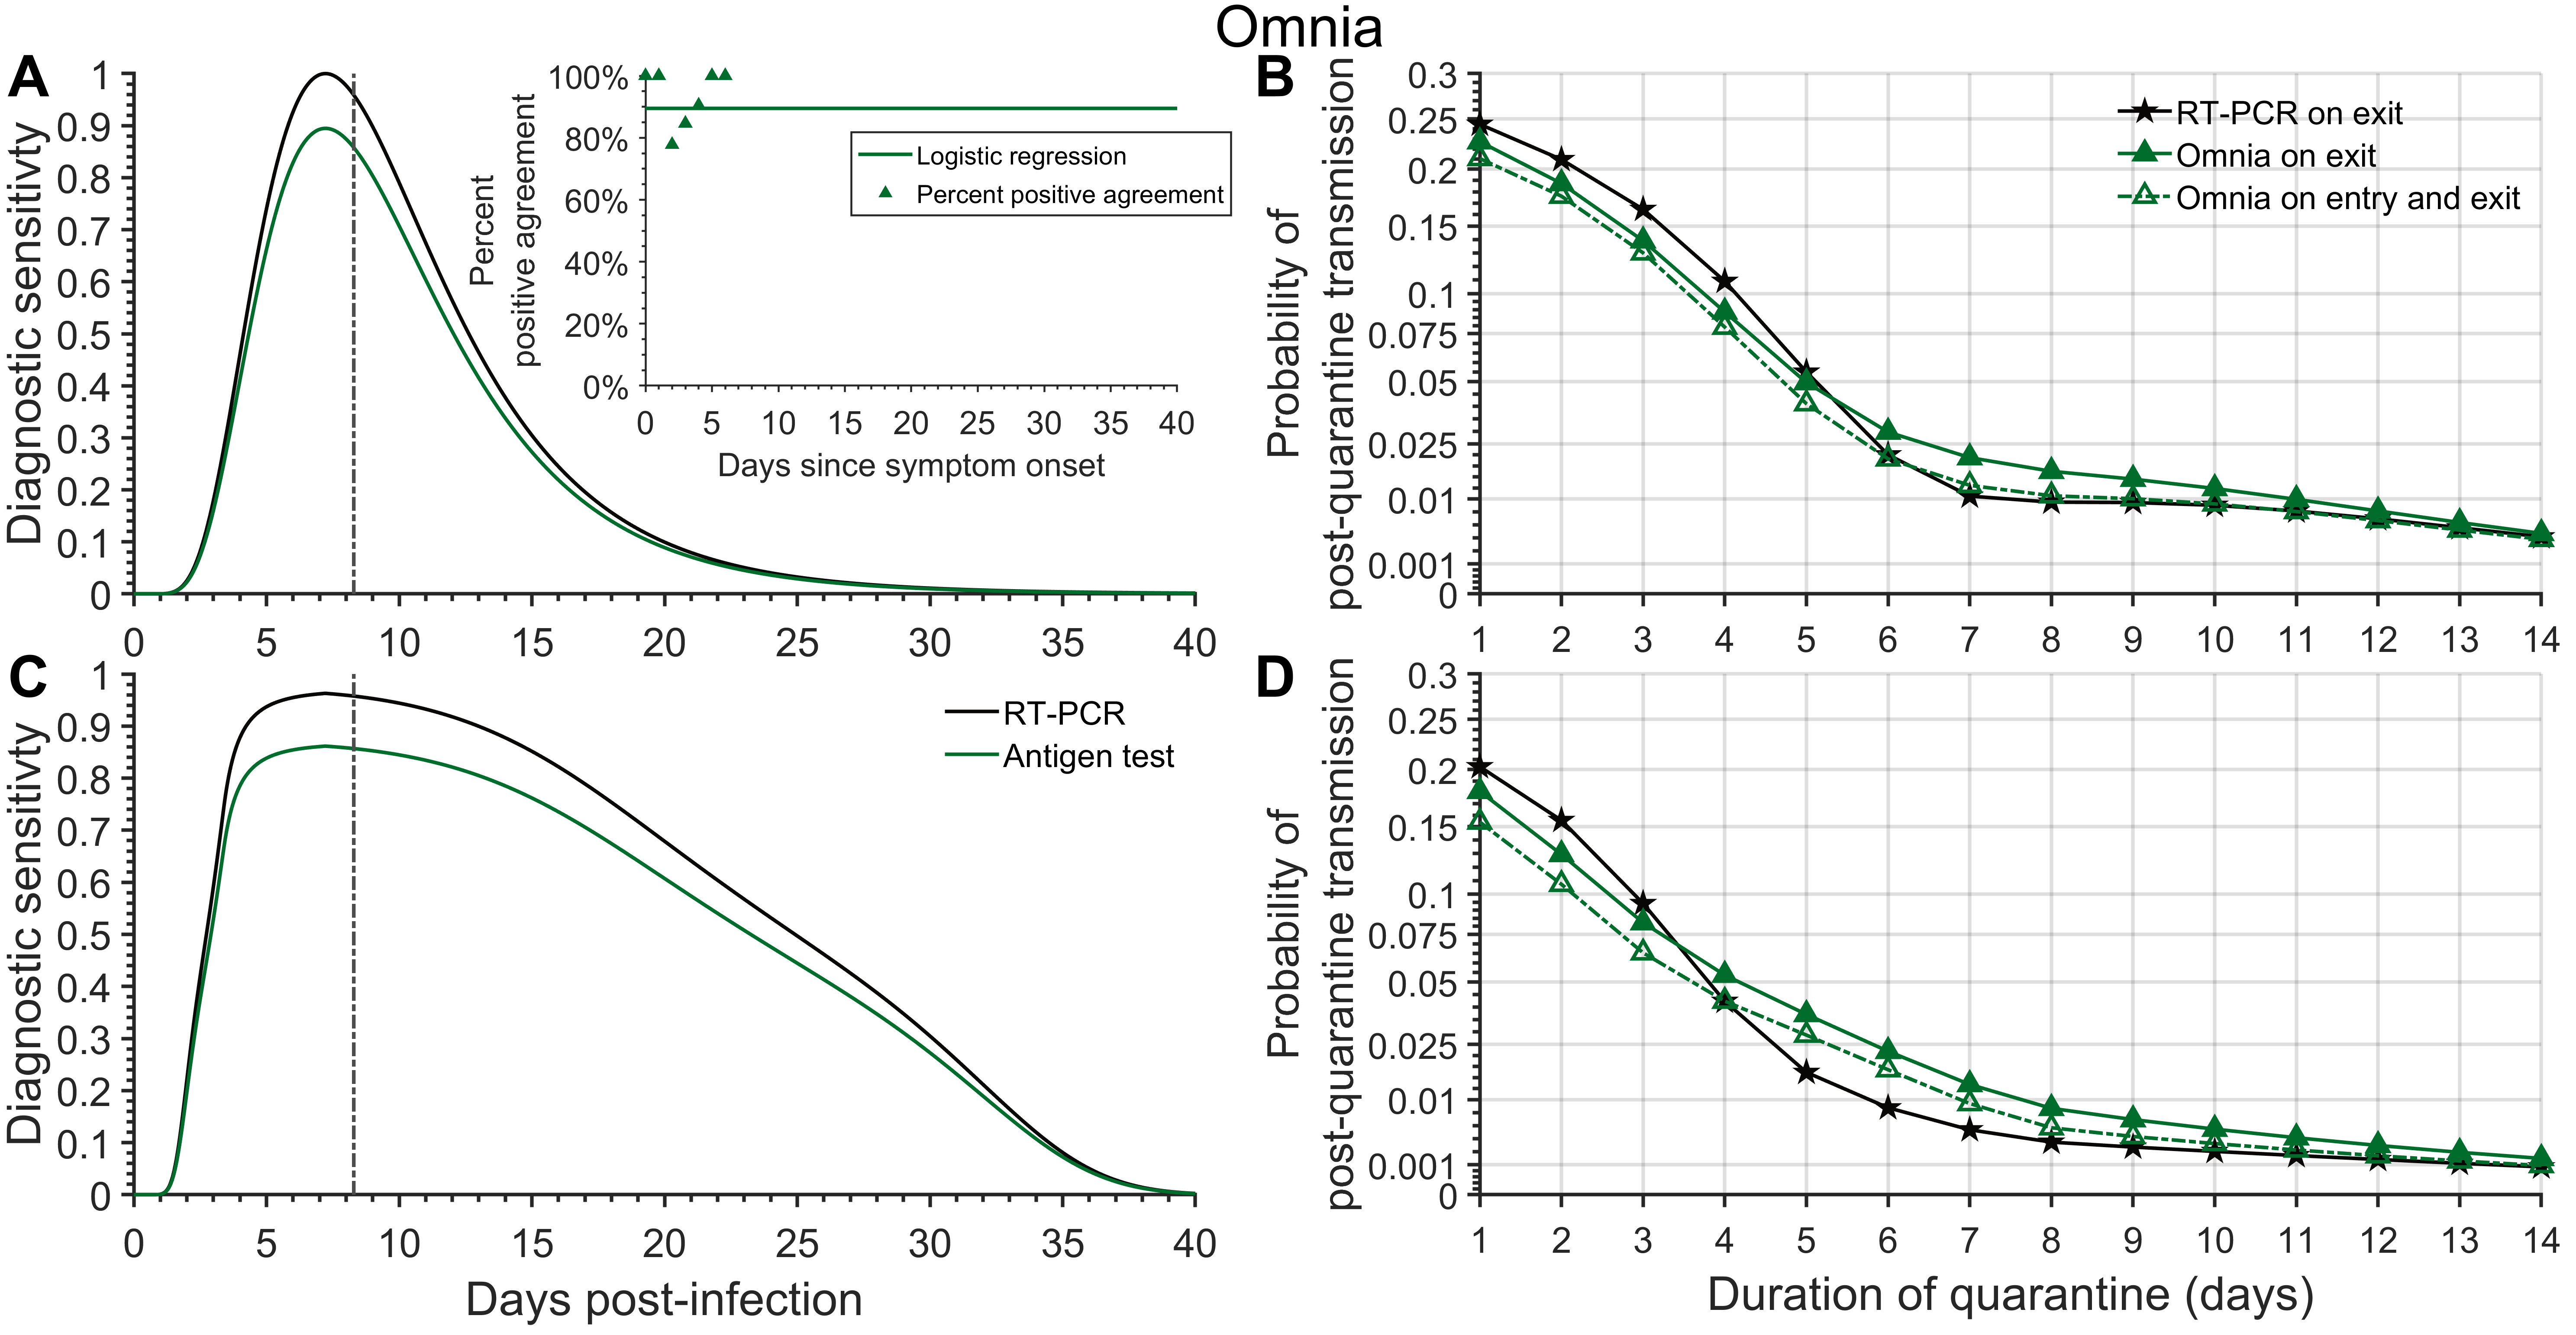 Omnia
A
Diagnostic sensitivty
1
0.9
0.8
0.7
0.6
0.5
0.4
0.3
0.2
0.1
0
0 5 10 15 20 25 30 35 40
Percent
positive agreement
100%
80%
60%
40%
20%
0%
0 5 10 15 20 25 30 35 40
Days since symptom onset
Logistic regression
Percent positive agreement
B
Probability of
post-quarantine transmission
0.3
0.25
0.2
0.15
0.1
0.075
0.05
0.025
0.01
0.001
0
1 2 3 4 5 6 7 8 9 10 11 12 13 14
RT-PCR on exit
Omnia on exit
Omnia on entry and exit
C
Diagnostic sensitivty
1
0.9
0.8
0.7
0.6
0.5
0.4
0.3
0.2
0.1
0
0 5 10 15 20 25 30 35 40
Days post-infection
RT-PCR
Antigen test
D
Probability of
post-quarantine transmission
0.3
0.25
0.2
0.15
0.1
0.075
0.05
0.025
0.01
0.001
0
1 2 3 4 5 6 7 8 9 10 11 12 13 14
Duration of quarantine (days)